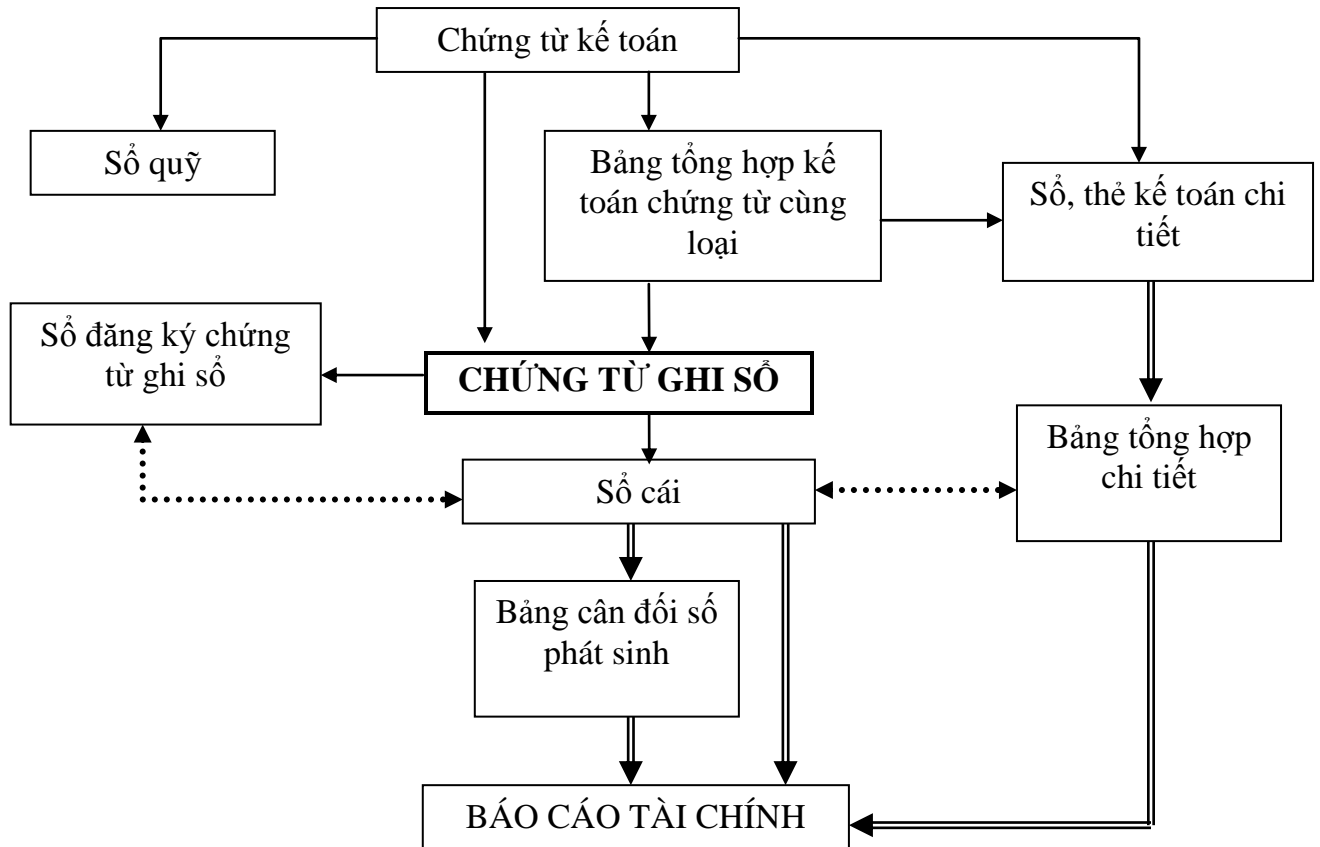 Chứng từ kế toán
Sổ quỹ
Bảng tổng hợp kế
toán chứng từ cùng
loại
Sổ, thẻ kế toán chi
tiết
Sổ đăng ký chứng
từ ghi sổ
CHỨNG TỪ GHI SỔ
Bảng tổng hợp
chi tiết
Sổ cái
Bảng cân đối số
phát sinh
BÁO CÁO TÀI CHÍNH